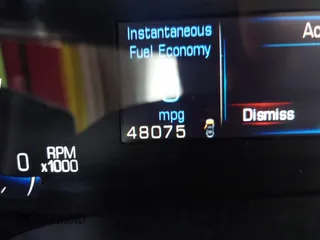 Instantaneous
Fuel Economy
mpg
48075
Dismiss
0 RPM
x1000